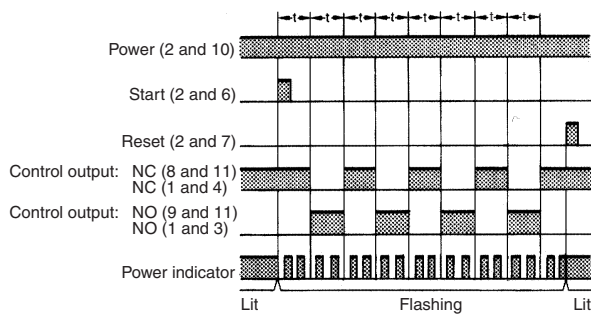 t t t t t t t t
Power (2 and 10)
Start (2 and 6)
Reset (2 and 7)
Control output: NC (8 and 11)
NC (1 and 4)
Control output: NO (9 and 11)
NO (1 and 3)
Power indicator
Lit Flashing Lit